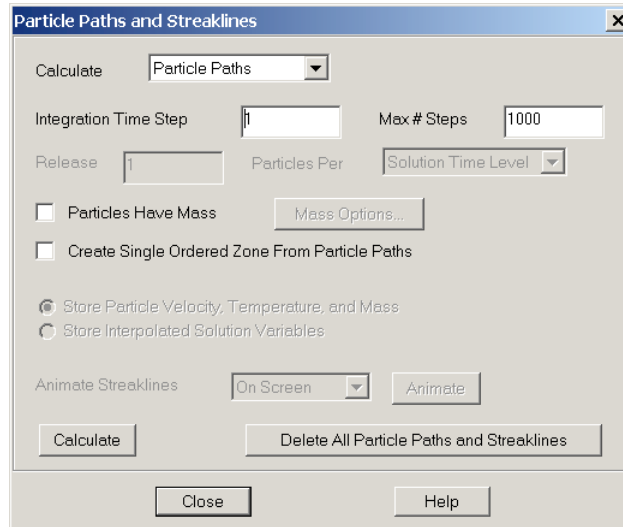 Particle Paths and Streaklines
Calculate Particle Paths
Integration Time Step 1 Max # Steps 1000
Release 1 Particles Per Solution Time Level
Particles Have Mass Mass Options...
Create Single Ordered Zone From Particle Paths
Store Particle Velocity, Temperature, and Mass
Store Interpolated Solution Variables
Animate Streaklines On Screen Animate
Calculate Delete All Particle Paths and Streaklines
Close Help